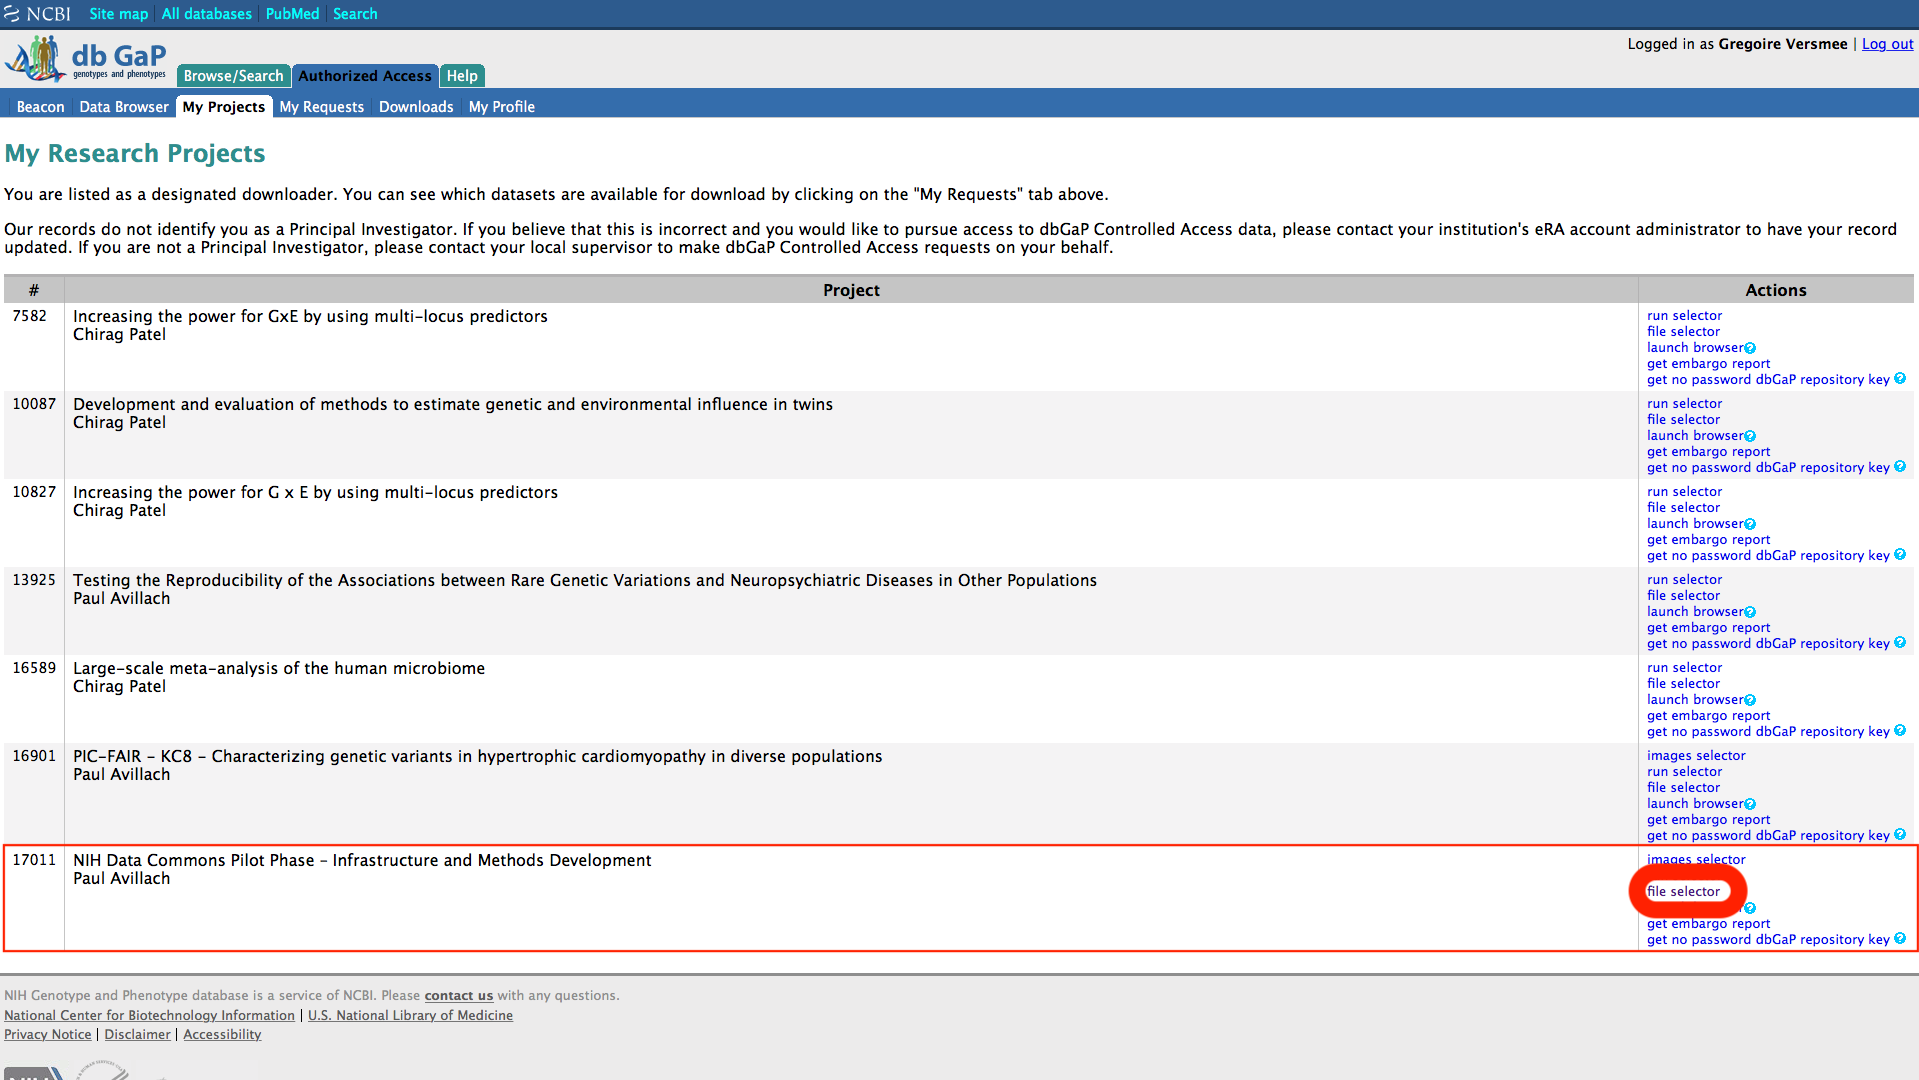 NCBI Site map All databases PubMed Search
db GaP
genotypes and phenotypes
Logged in as Gregoire Versmee | Log out
Browse/Search Authorized Access Help
Beacon Data Browser My Projects My Requests Downloads My Profile
My Research Projects
You are listed as a designated downloader. You can see which datasets are available for download by clicking on the "My Requests" tab above.
Our records do not identify you as a Principal Investigator. If you believe that this is incorrect and you would like to pursue access to dbGaP Controlled Access data, please contact your institution's eRA account administrator to have your record
updated. If you are not a Principal Investigator, please contact your local supervisor to make dbGaP Controlled Access requests on your behalf.
# Project Actions
7582 Increasing the power for GxE by using multi-locus predictors
Chirag Patel
run selector
file selector
launch browser
get embargo report
get no password dbGaP repository key
10087 Development and evaluation of methods to estimate genetic and environmental influence in twins
Chirag Patel
run selector
file selector
launch browser
get embargo report
get no password dbGaP repository key
10827 Increasing the power for G x E by using multi-locus predictors
Chirag Patel
run selector
file selector
launch browser
get embargo report
get no password dbGaP repository key
13925 Testing the Reproducibility of the Associations between Rare Genetic Variations and Neuropsychiatric Diseases in Other Populations
Paul Avillach
run selector
file selector
launch browser
get embargo report
get no password dbGaP repository key
16589 Large-scale meta-analysis of the human microbiome
Chirag Patel
run selector
file selector
launch browser
get embargo report
get no password dbGaP repository key
16901 PIC-FAIR - KC8 - Characterizing genetic variants in hypertrophic cardiomyopathy in diverse populations
Paul Avillach
images selector
run selector
file selector
launch browser
get embargo report
get no password dbGaP repository key
17011 NIH Data Commons Pilot Phase - Infrastructure and Methods Development
Paul Avillach
images selector
file selector
get embargo report
get no password dbGaP repository key
NIH Genotype and Phenotype database is a service of NCBI. Please contact us with any questions.
National Center for Biotechnology Information | U.S. National Library of Medicine
Privacy Notice | Disclaimer | Accessibility